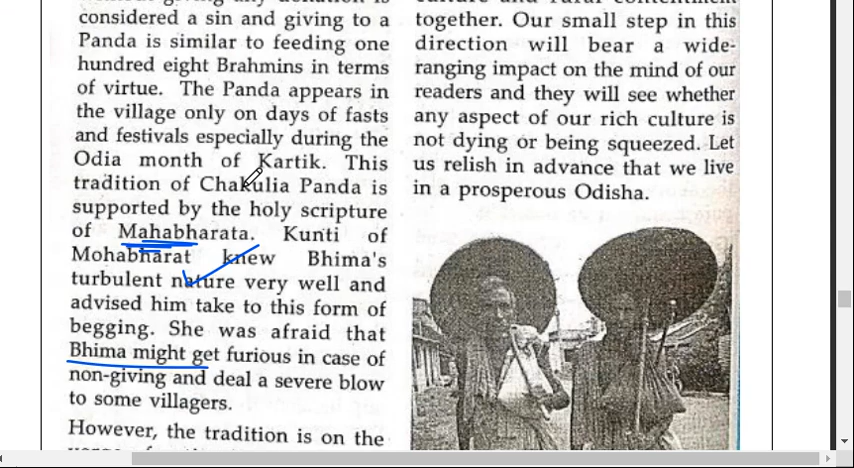 considered a sin and giving to a
Panda is similar to feeding one
hundred eight Brahmins in terms
of virtue. The Panda appears in
the village only on days of fasts
and festivals especially during the
Odia month of Kartik. This
tradition of Chakulia Panda is
supported by the holy scripture
of Mahabharata. Kunti of
Mohabharat knew Bhima's
turbulent nature very well and
advised him take to this form of
begging. She was afraid that
Bhima might get furious in case of
non-giving and deal a severe blow
to some villagers.
However, the tradition is on the
together. Our small step in this
direction will bear a wide-
ranging impact on the mind of our
readers and they will see whether
any aspect of our rich culture is
not dying or being squeezed. Let
us relish in advance that we live
in a prosperous Odisha.